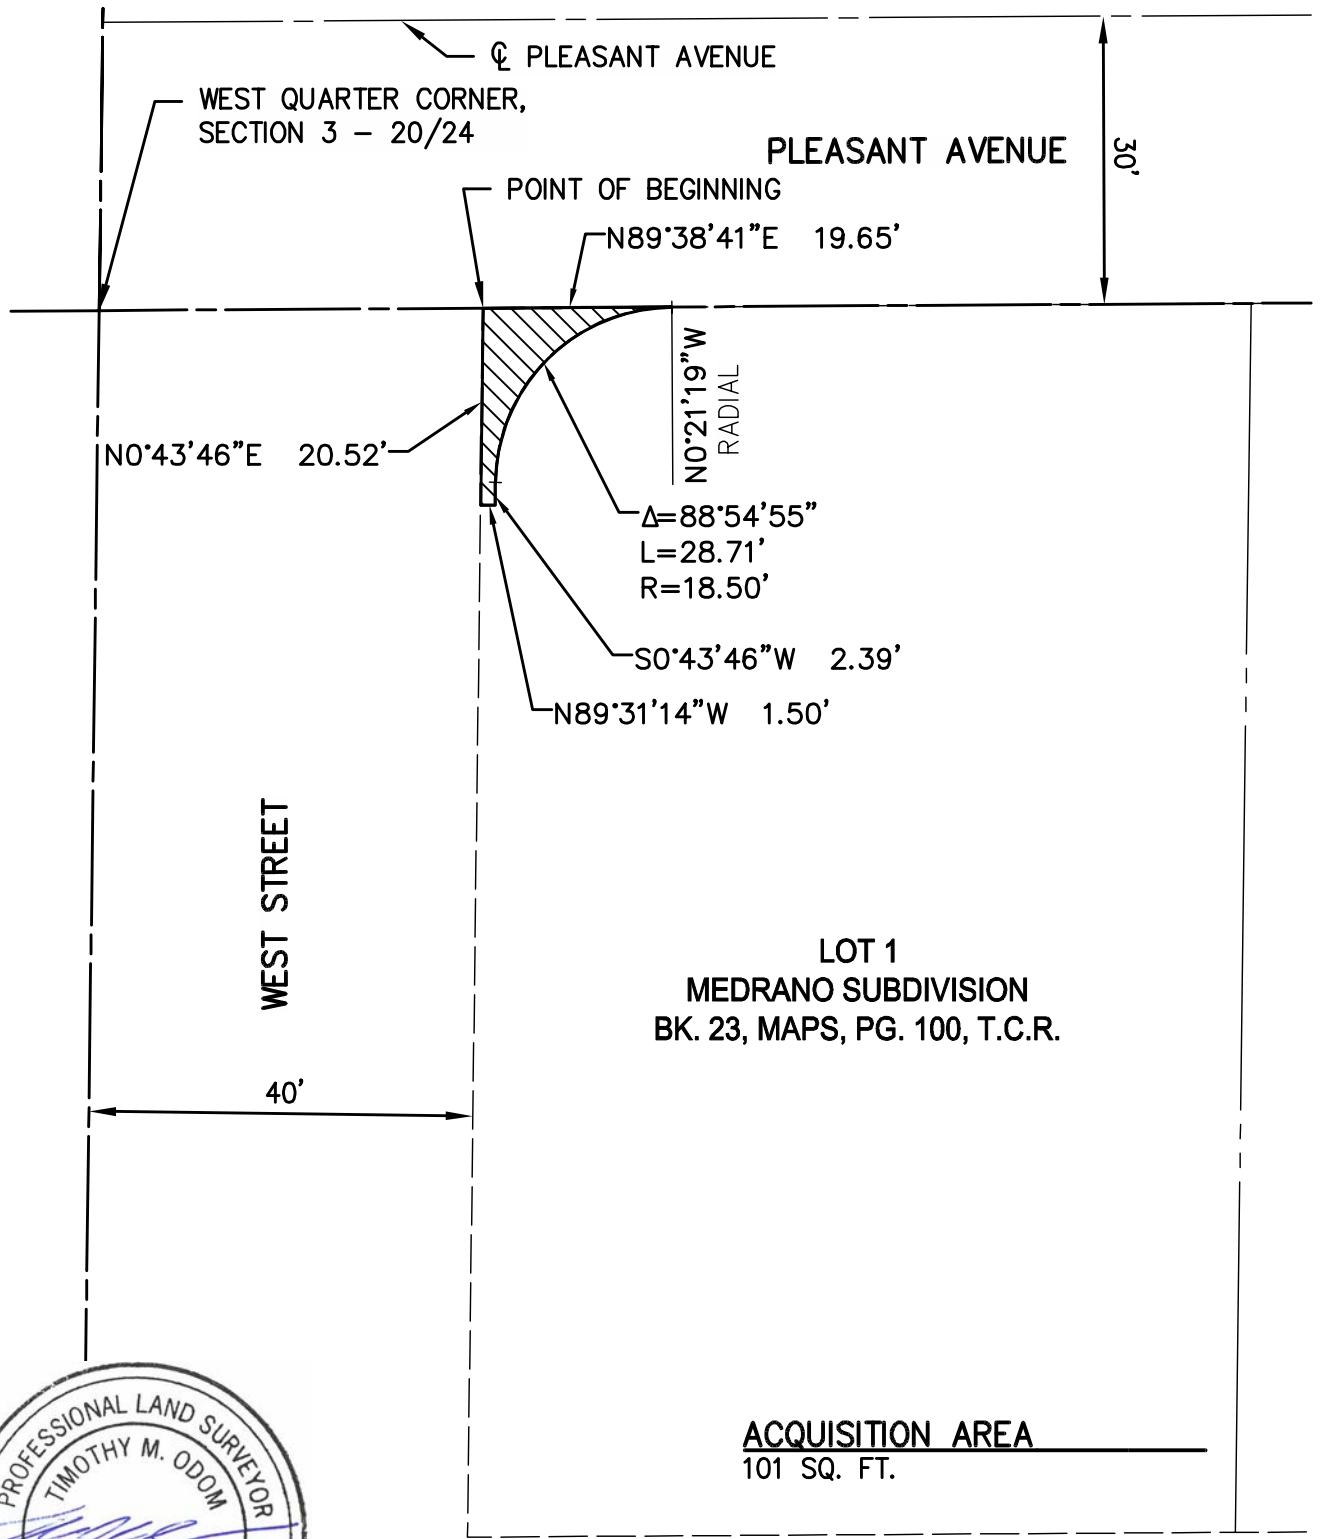 ℄ PLEASANT AVENUE
WEST QUARTER CORNER,
SECTION 3 – 20/24
PLEASANT AVENUE
30'
POINT OF BEGINNING
N89°38'41"E 19.65'
N0°21'19"W
RADIAL
N0°43'46"E 20.52'
Δ=88°54'55"
L=28.71'
R=18.50'
S0°43'46"W 2.39'
N89°31'14"W 1.50'
WEST STREET
LOT 1
MEDRANO SUBDIVISION
BK. 23, MAPS, PG. 100, T.C.R.
40'
ACQUISITION AREA
101 SQ. FT.
PROFESSIONAL LAND SURVEYOR
TIMOTHY M. ODOM